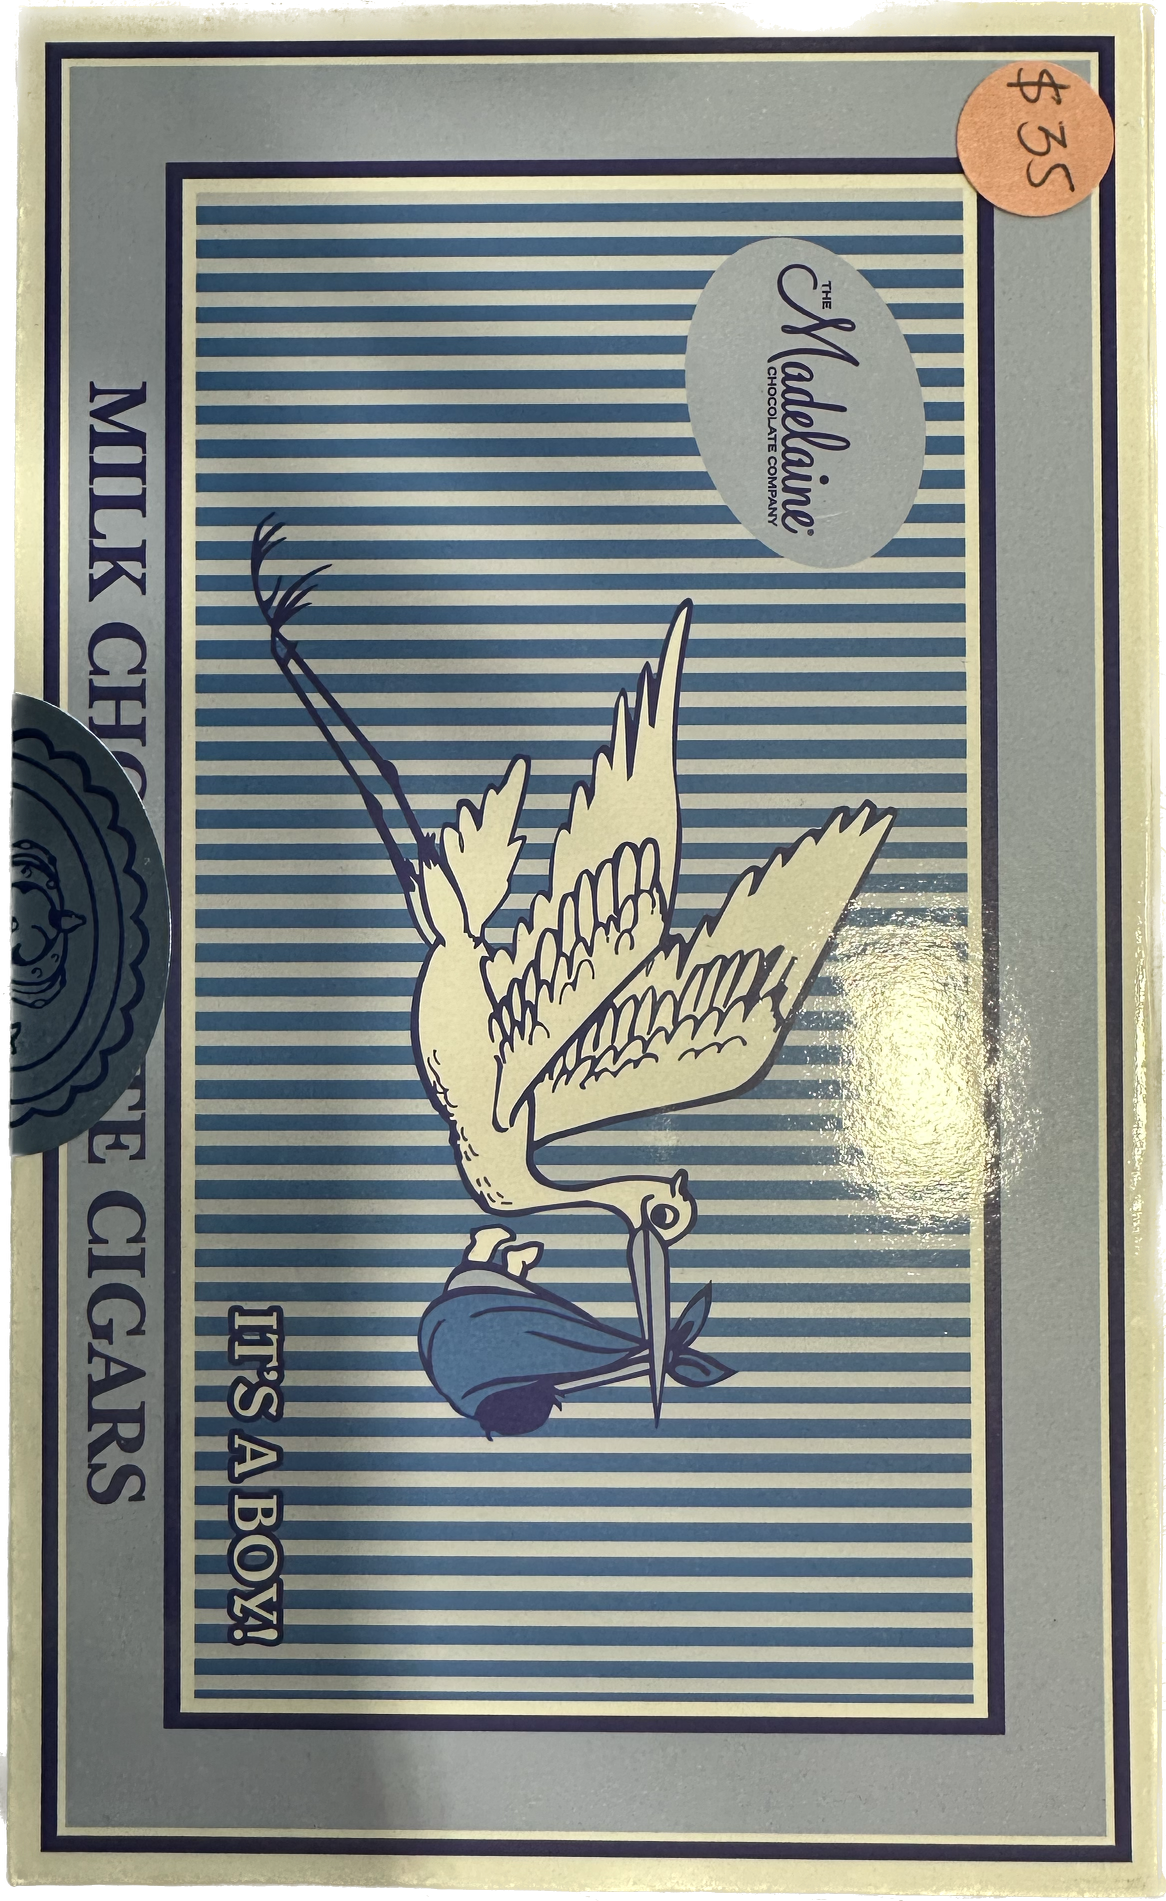 $35
THE
Madelaine®
CHOCOLATE COMPANY
IT'S A BOY!
MILK CHO TE CIGARS